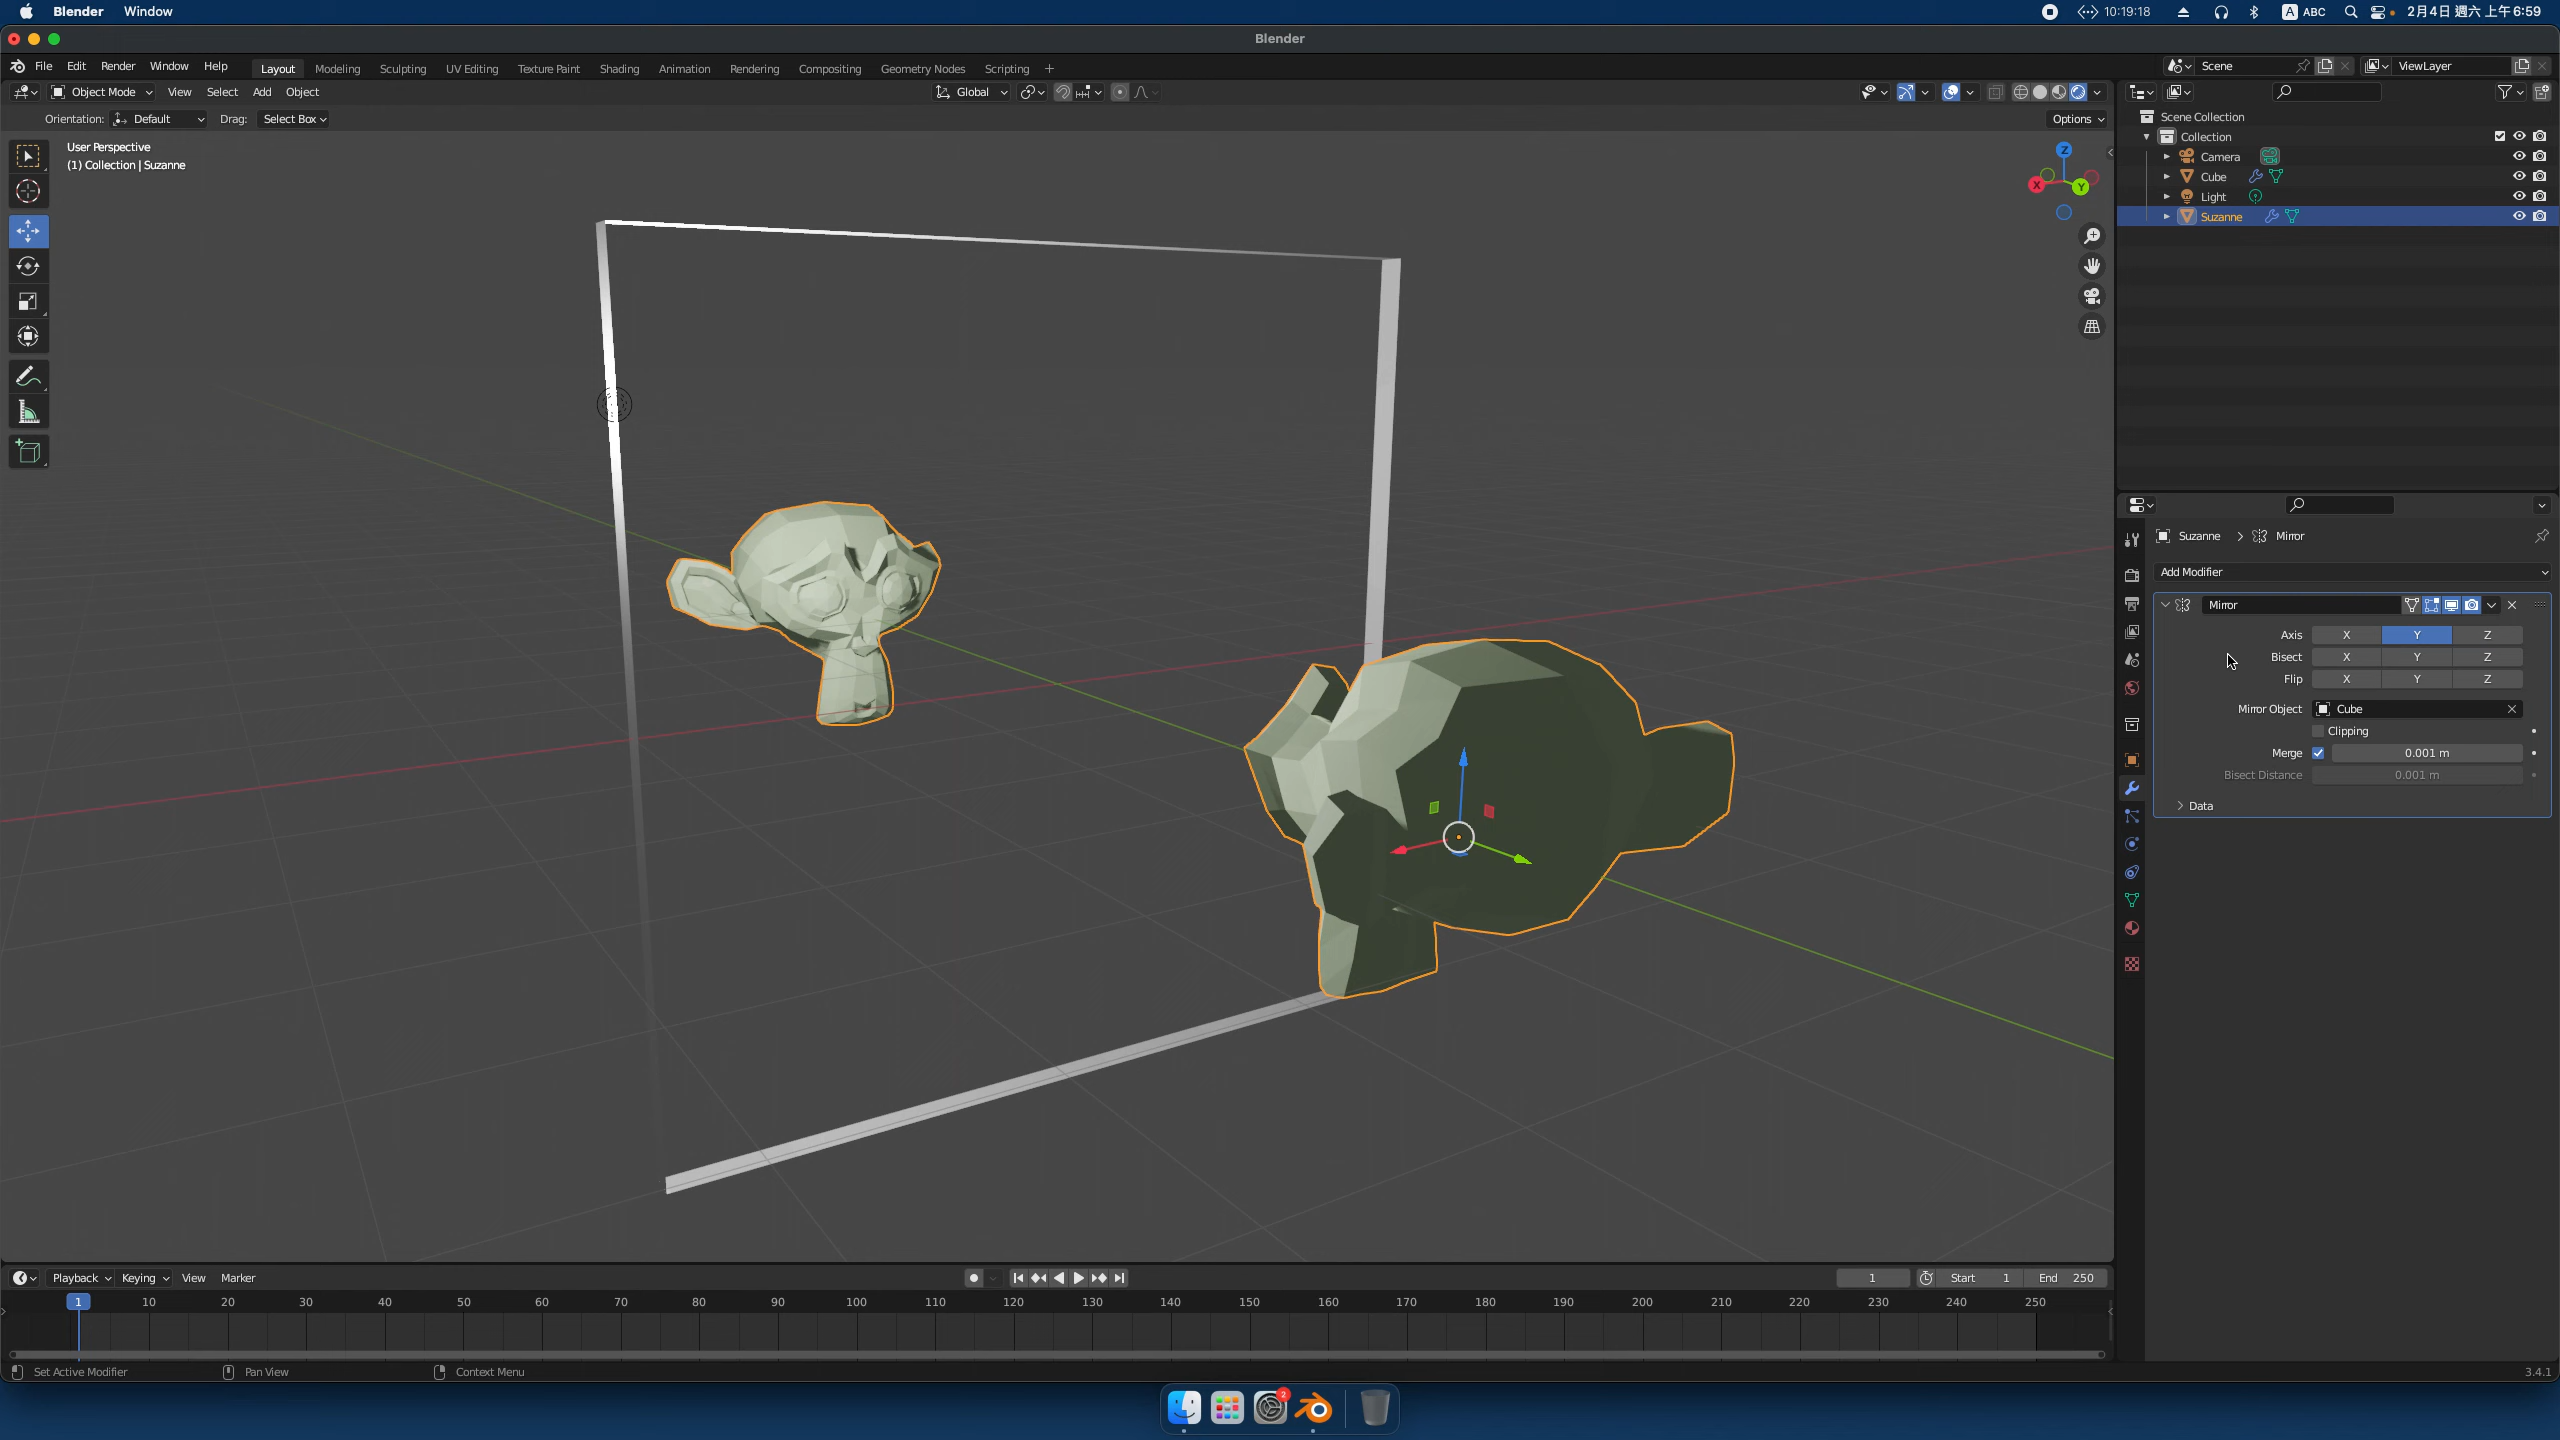 Blender Window 10:19:18 A ABC 2月4日 週六 上午6:59
Blender
File Edit Render Window Help Layout Modeling Sculpting UV Editing Texture Paint Shading Animation Rendering Compositing Geometry Nodes Scripting + Scene ViewLayer
Object Mode View Select Add Object Global
Orientation: Default Drag: Select Box Options
User Perspective
(1) Collection | Suzanne
Z
X
Y
Scene Collection
Collection
Camera
Cube
Light
Suzanne
Suzanne > Mirror
Add Modifier
Mirror
Axis X Y Z
Bisect X Y Z
Flip X Y Z
Mirror Object Cube
Clipping
Merge 0.001 m
Bisect Distance 0.001 m
Data
Playback Keying View Marker 1 Start 1 End 250
1 10 20 30 40 50 60 70 80 90 100 110 120 130 140 150 160 170 180 190 200 210 220 230 240 250
Set Active Modifier Pan View Context Menu 3.4.1
2